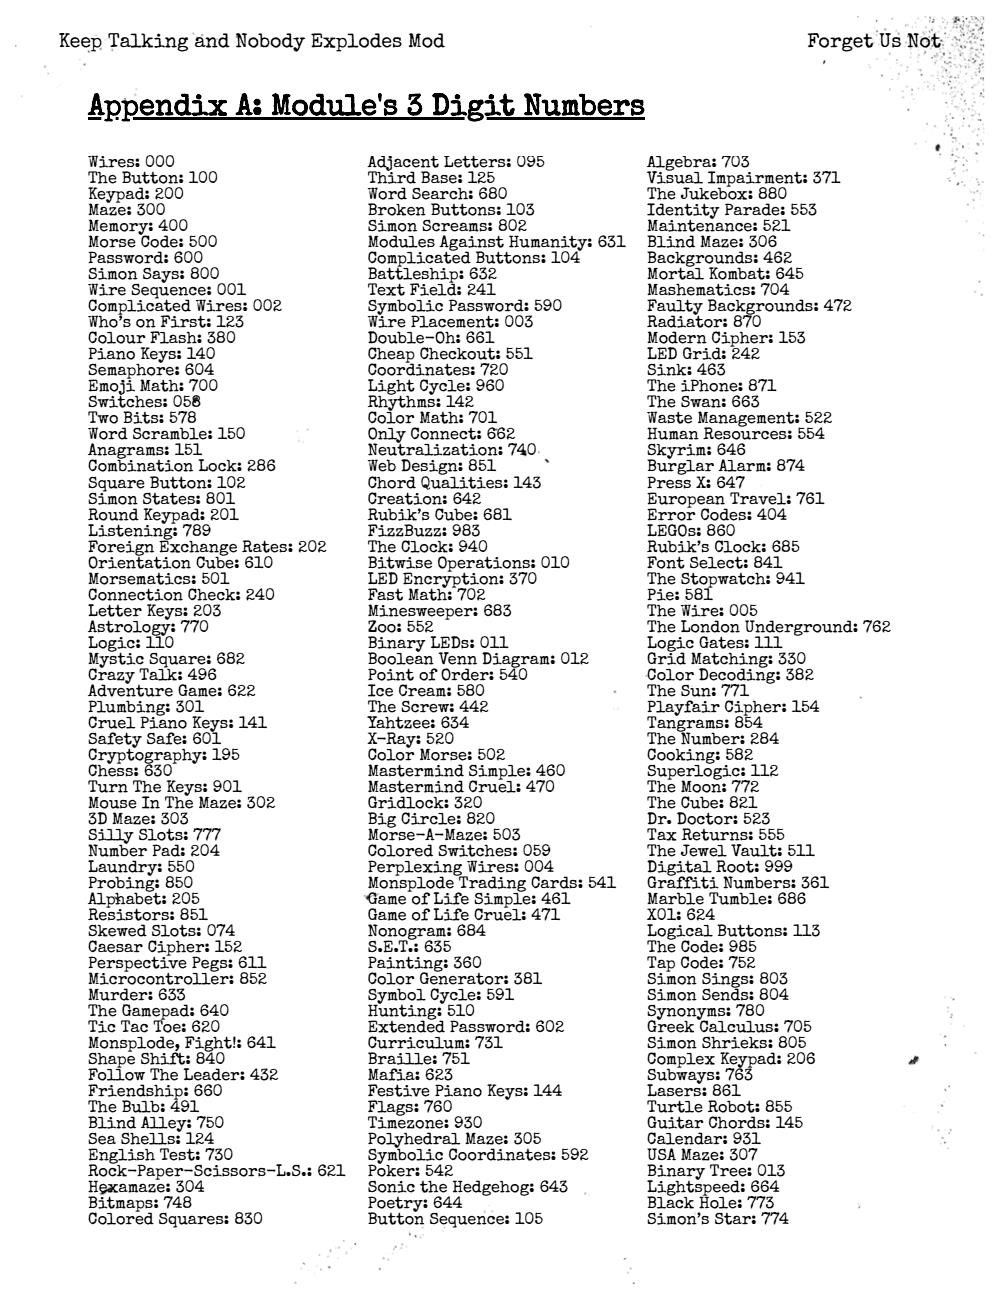 Keep Talking and Nobody Explodes Mod
Forget Us Not
Appendix A: Module's 3 Digit Numbers
Wires: 000
The Button: 100
Keypad: 200
Maze: 300
Memory: 400
Morse Code: 500
Password: 600
Simon Says: 800
Wire Sequence: 001
Complicated Wires: 002
Who's on First: 123
Colour Flash: 380
Piano Keys: 140
Semaphore: 604
Emoji Math: 700
Switches: 058
Two Bits: 578
Word Scramble: 150
Anagrams: 151
Combination Lock: 286
Square Button: 102
Simon States: 801
Round Keypad: 201
Listening: 789
Foreign Exchange Rates: 202
Orientation Cube: 610
Morsematics: 501
Connection Check: 240
Letter Keys: 203
Astrology: 770
Logic: 110
Mystic Square: 682
Crazy Talk: 496
Adventure Game: 622
Plumbing: 301
Cruel Piano Keys: 141
Safety Safe: 601
Cryptography: 195
Chess: 630
Turn The Keys: 901
Mouse In The Maze: 302
3D Maze: 303
Silly Slots: 777
Number Pad: 204
Laundry: 550
Probing: 850
Alphabet: 205
Resistors: 851
Skewed Slots: 074
Caesar Cipher: 152
Perspective Pegs: 611
Microcontroller: 852
Murder: 633
The Gamepad: 640
Tic Tac Toe: 620
Monsplode, Fight!: 641
Shape Shift: 840
Follow The Leader: 432
Friendship: 660
The Bulb: 491
Blind Alley: 750
Sea Shells: 124
English Test: 730
Rock-Paper-Scissors-L.S.: 621
Hexamaze: 304
Bitmaps: 748
Colored Squares: 830
Adjacent Letters: 095
Third Base: 125
Word Search: 680
Broken Buttons: 103
Simon Screams: 802
Modules Against Humanity: 631
Complicated Buttons: 104
Battleship: 632
Text Field: 241
Symbolic Password: 590
Wire Placement: 003
Double-Oh: 661
Cheap Checkout: 551
Coordinates: 720
Light Cycle: 960
Rhythms: 142
Color Math: 701
Only Connect: 662
Neutralization: 740
Web Design: 851
Chord Qualities: 143
Creation: 642
Rubik's Cube: 681
FizzBuzz: 983
The Clock: 940
Bitwise Operations: 010
LED Encryption: 370
Fast Math: 702
Minesweeper: 683
Zoo: 552
Binary LEDs: 011
Boolean Venn Diagram: 012
Point of Order: 540
Ice Cream: 580
The Screw: 442
Yahtzee: 634
X-Ray: 520
Color Morse: 502
Mastermind Simple: 460
Mastermind Cruel: 470
Gridlock: 320
Big Circle: 820
Morse-A-Maze: 503
Colored Switches: 059
Perplexing Wires: 004
Monsplode Trading Cards: 541
Game of Life Simple: 461
Game of Life Cruel: 471
Nonogram: 684
S.E.T.: 635
Painting: 360
Color Generator: 381
Symbol Cycle: 591
Hunting: 510
Extended Password: 602
Curriculum: 731
Braille: 751
Mafia: 623
Festive Piano Keys: 144
Flags: 760
Timezone: 930
Polyhedral Maze: 305
Symbolic Coordinates: 592
Poker: 542
Sonic the Hedgehog: 643
Poetry: 644
Button Sequence: 105
Algebra: 703
Visual Impairment: 371
The Jukebox: 880
Identity Parade: 553
Maintenance: 521
Blind Maze: 306
Backgrounds: 462
Mortal Kombat: 645
Mashematics: 704
Faulty Backgrounds: 472
Radiator: 870
Modern Cipher: 153
LED Grid: 242
Sink: 463
The iPhone: 871
The Swan: 663
Waste Management: 522
Human Resources: 554
Skyrim: 646
Burglar Alarm: 874
Press X: 647
European Travel: 761
Error Codes: 404
LEGOs: 860
Rubik's Clock: 685
Font Select: 841
The Stopwatch: 941
Pie: 581
The Wire: 005
The London Underground: 762
Logic Gates: 111
Grid Matching: 330
Color Decoding: 382
The Sun: 771
Playfair Cipher: 154
Tangrams: 854
The Number: 284
Cooking: 582
Superlogic: 112
The Moon: 772
The Cube: 821
Dr. Doctor: 523
Tax Returns: 555
The Jewel Vault: 511
Digital Root: 999
Graffiti Numbers: 361
Marble Tumble: 686
X01: 624
Logical Buttons: 113
The Code: 985
Tap Code: 752
Simon Sings: 803
Simon Sends: 804
Synonyms: 780
Greek Calculus: 705
Simon Shrieks: 805
Complex Keypad: 206
Subways: 763
Lasers: 861
Turtle Robot: 855
Guitar Chords: 145
Calendar: 931
USA Maze: 307
Binary Tree: 013
Lightspeed: 664
Black Hole: 773
Simon's Star: 774